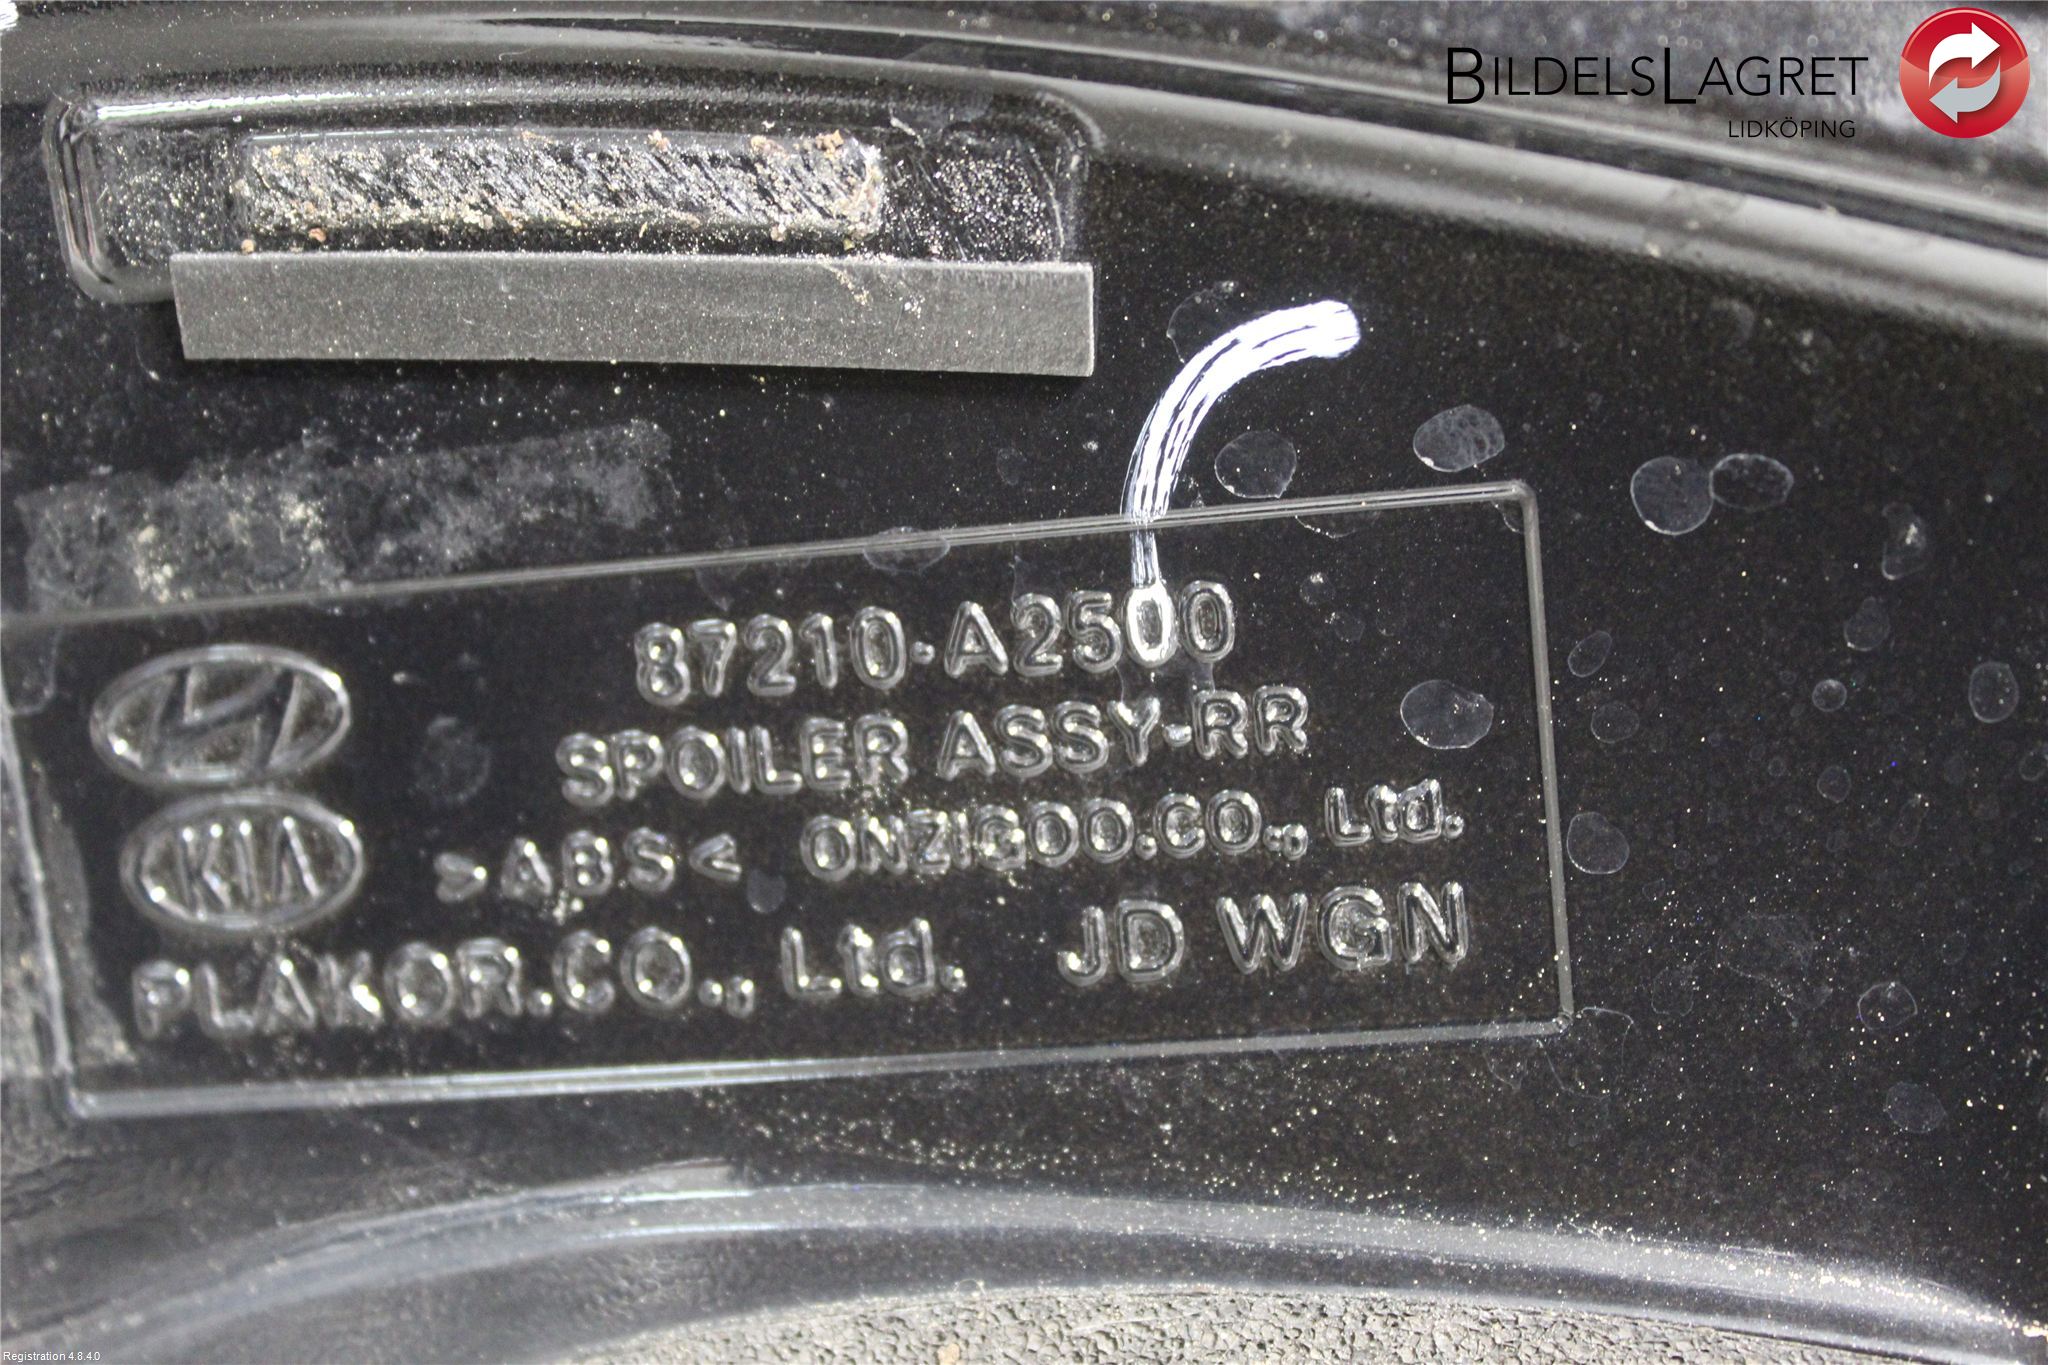 BILDELSLAGRET
LIDKÖPING
87210-A2500
SPOILER ASSY-RR
KIA
>ABS< ONZIGOO.CO., Ltd.
PLAKOR.CO., Ltd. JD WGN
Registration 4.8.4.0